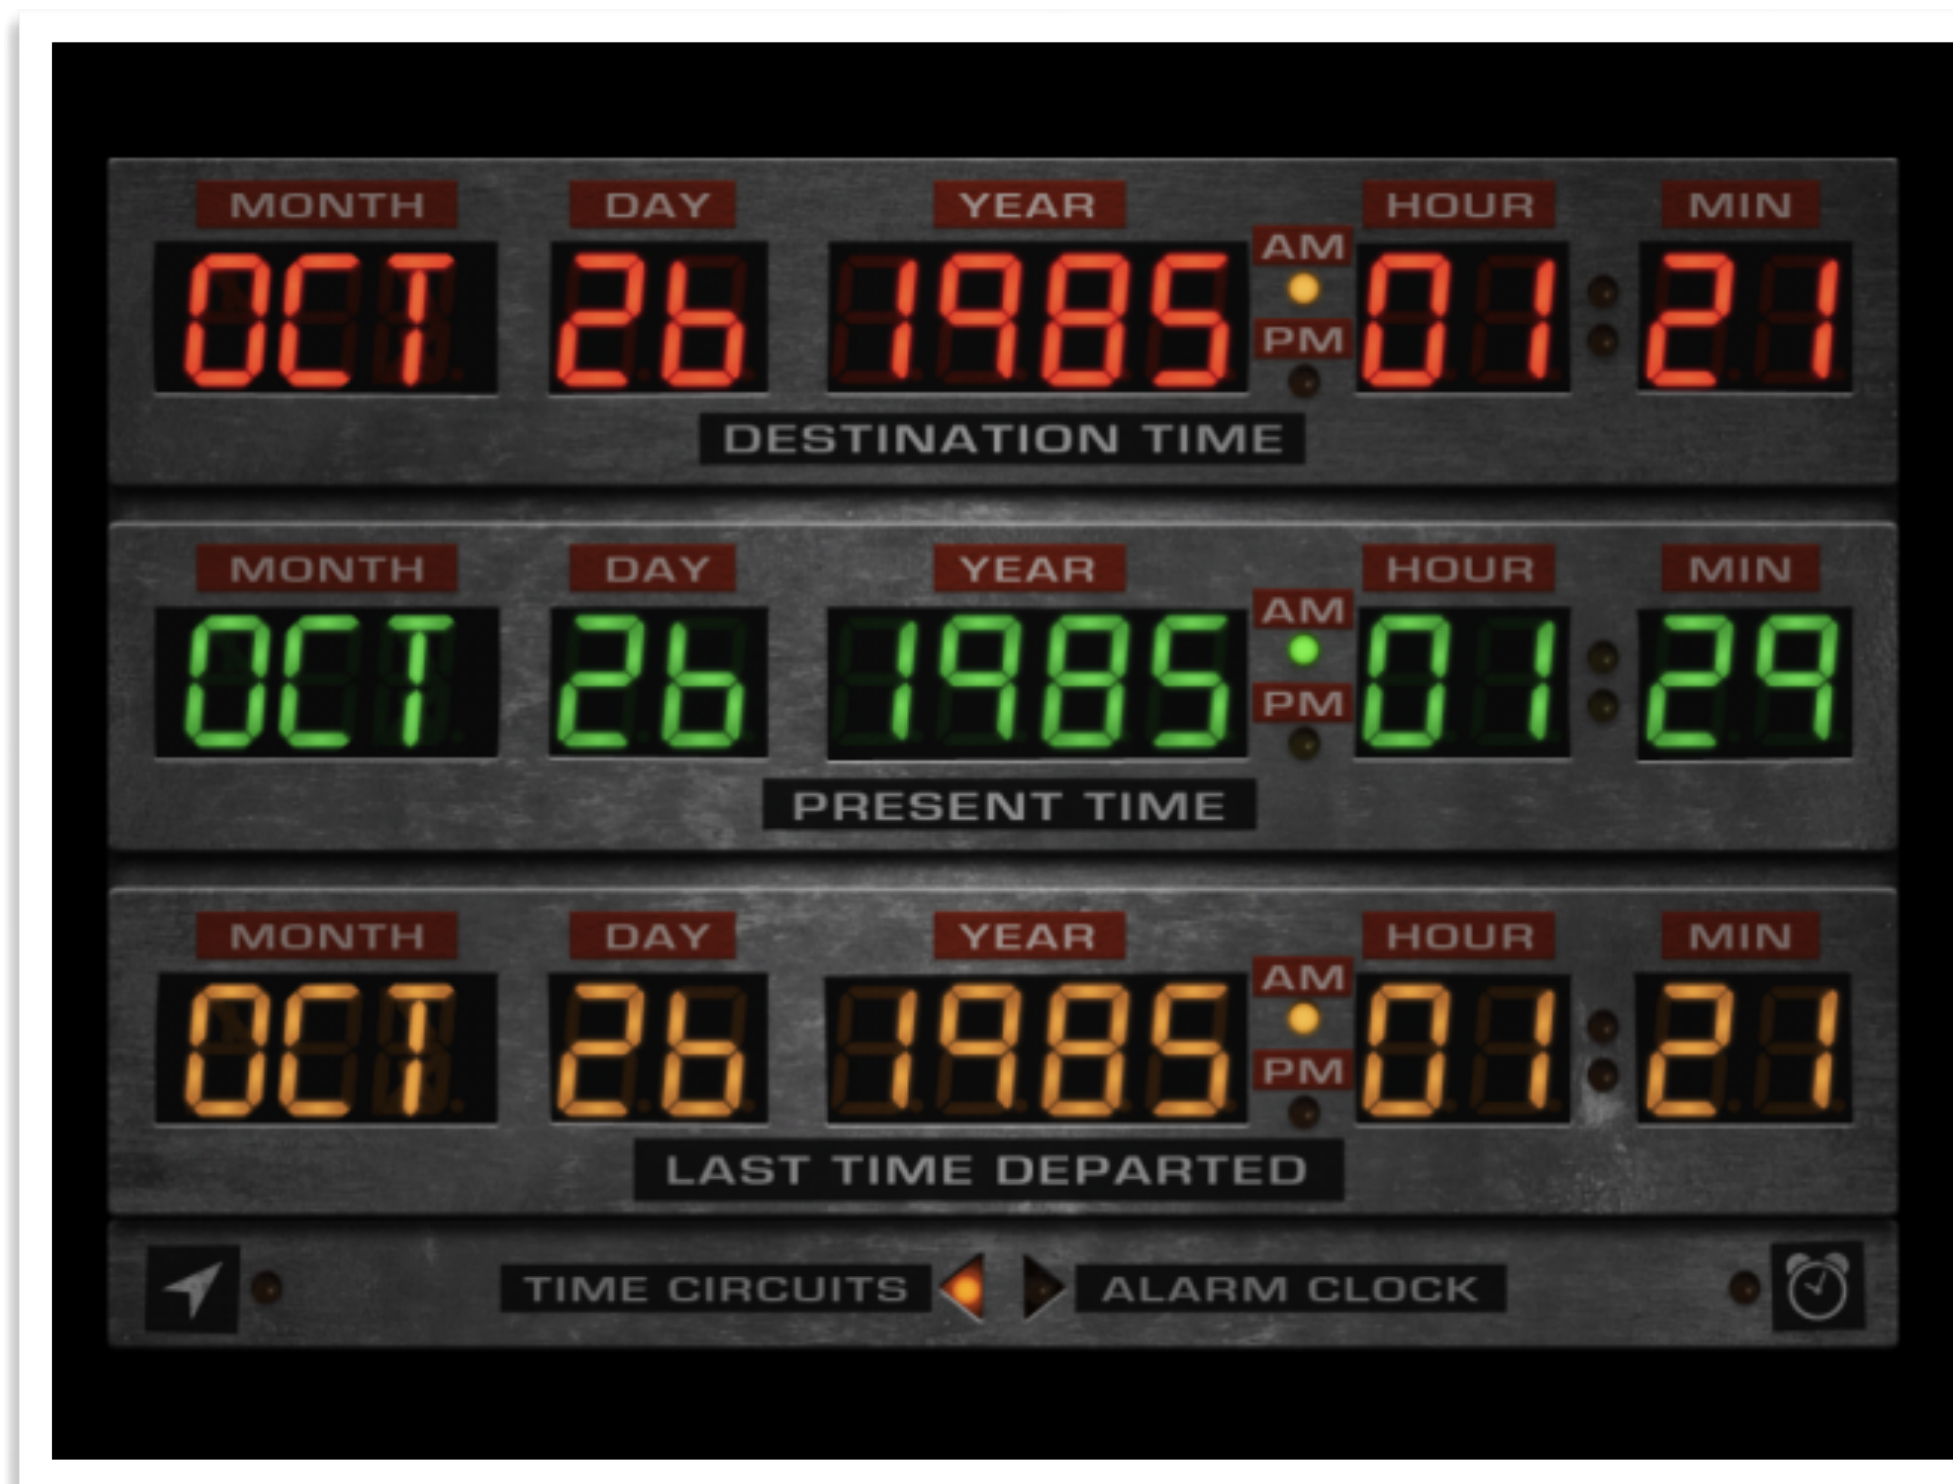 MONTH DAY YEAR HOUR MIN
OCT 26 1985 AM PM 01 21
DESTINATION TIME
MONTH DAY YEAR HOUR MIN
OCT 26 1985 AM PM 01 29
PRESENT TIME
MONTH DAY YEAR HOUR MIN
OCT 26 1985 AM PM 01 21
LAST TIME DEPARTED
TIME CIRCUITS ALARM CLOCK